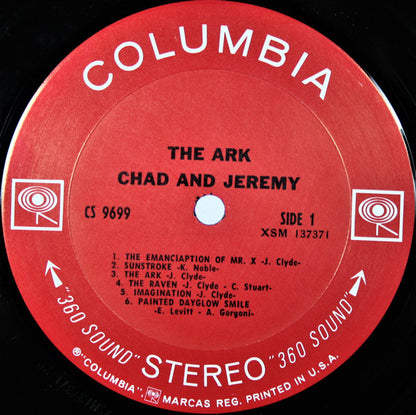 COLUMBIA
THE ARK
CHAD AND JEREMY
CS 9699
SIDE 1
XSM 137371
1. THE EMANCIAPTION OF MR. X -J. Clyde-
2. SUNSTROKE -K. Noble-
3. THE ARK -J. Clyde-
4. THE RAVEN -J. Clyde - C. Stuart-
5. IMAGINATION -J. Clyde-
6. PAINTED DAYGLOW SMILE
-E. Levitt - A. Gorgoni-
"360 SOUND" STEREO "360 SOUND"
® "COLUMBIA", MARCAS REG. PRINTED IN U.S.A.